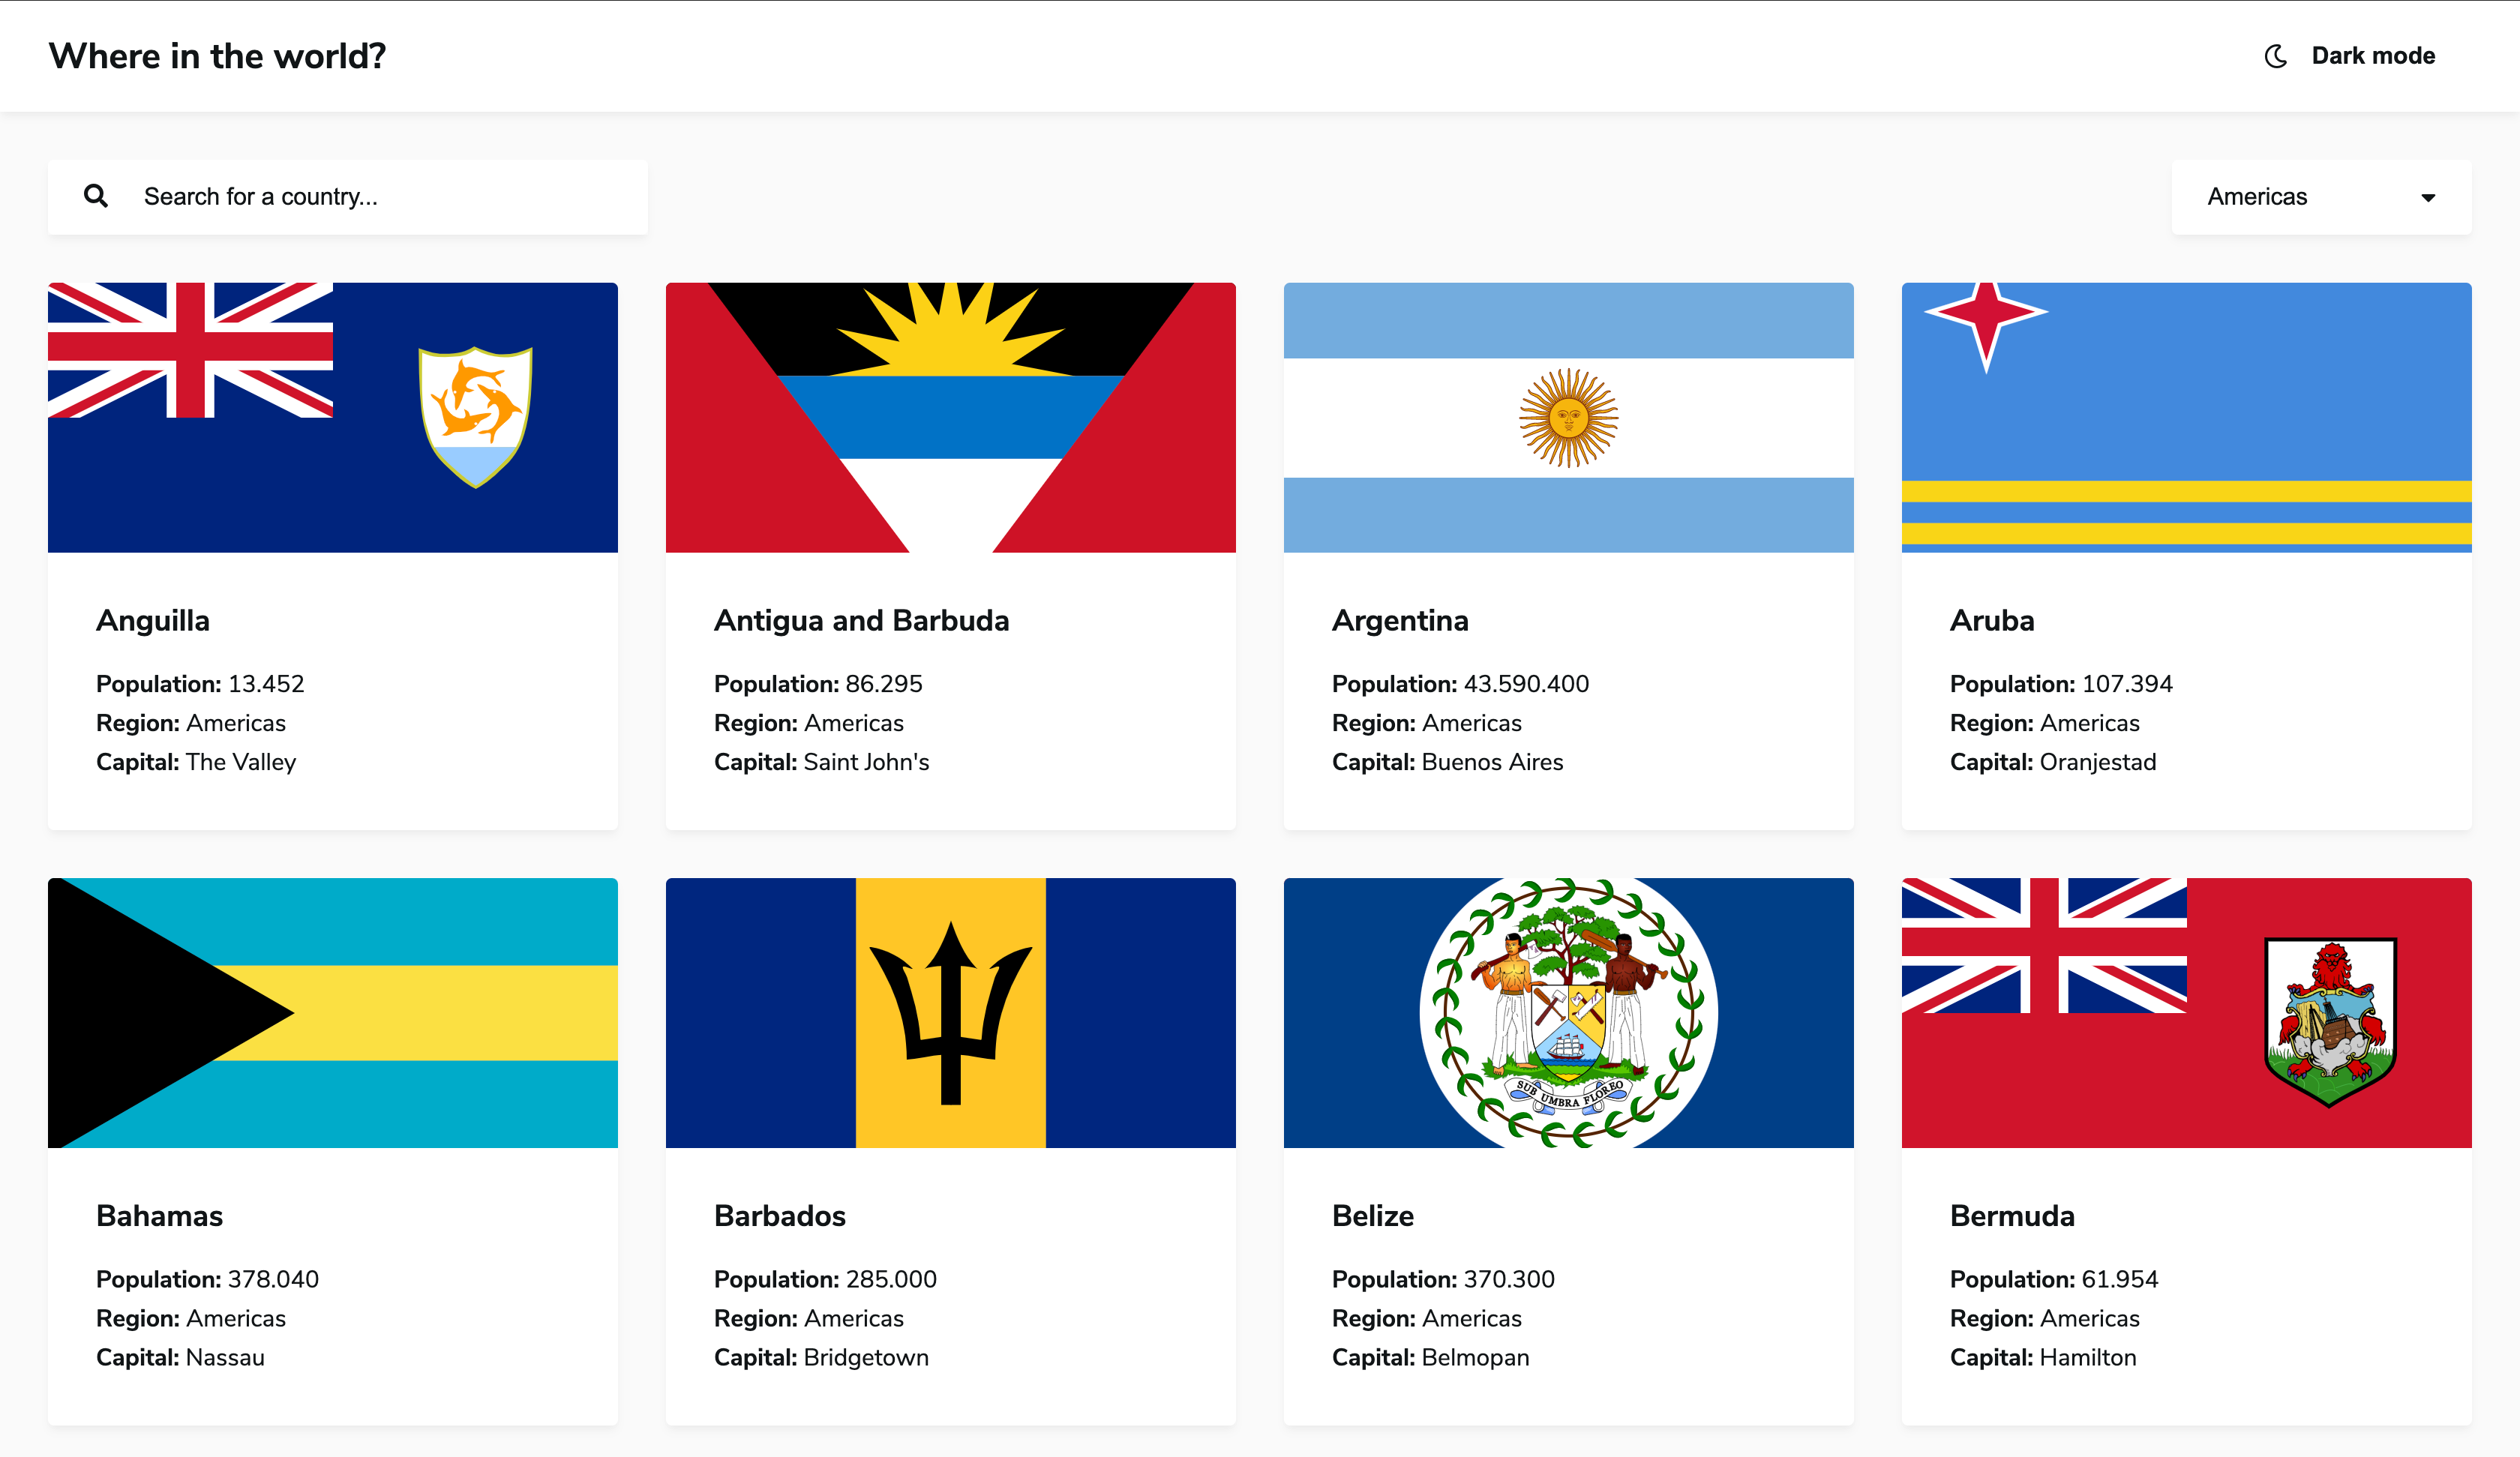 Where in the world?
Dark mode
Search for a country...
Americas
Anguilla
Population: 13.452
Region: Americas
Capital: The Valley
Antigua and Barbuda
Population: 86.295
Region: Americas
Capital: Saint John's
Argentina
Population: 43.590.400
Region: Americas
Capital: Buenos Aires
Aruba
Population: 107.394
Region: Americas
Capital: Oranjestad
Bahamas
Population: 378.040
Region: Americas
Capital: Nassau
Barbados
Population: 285.000
Region: Americas
Capital: Bridgetown
SUB UMBRA FLOREO
Belize
Population: 370.300
Region: Americas
Capital: Belmopan
Bermuda
Population: 61.954
Region: Americas
Capital: Hamilton